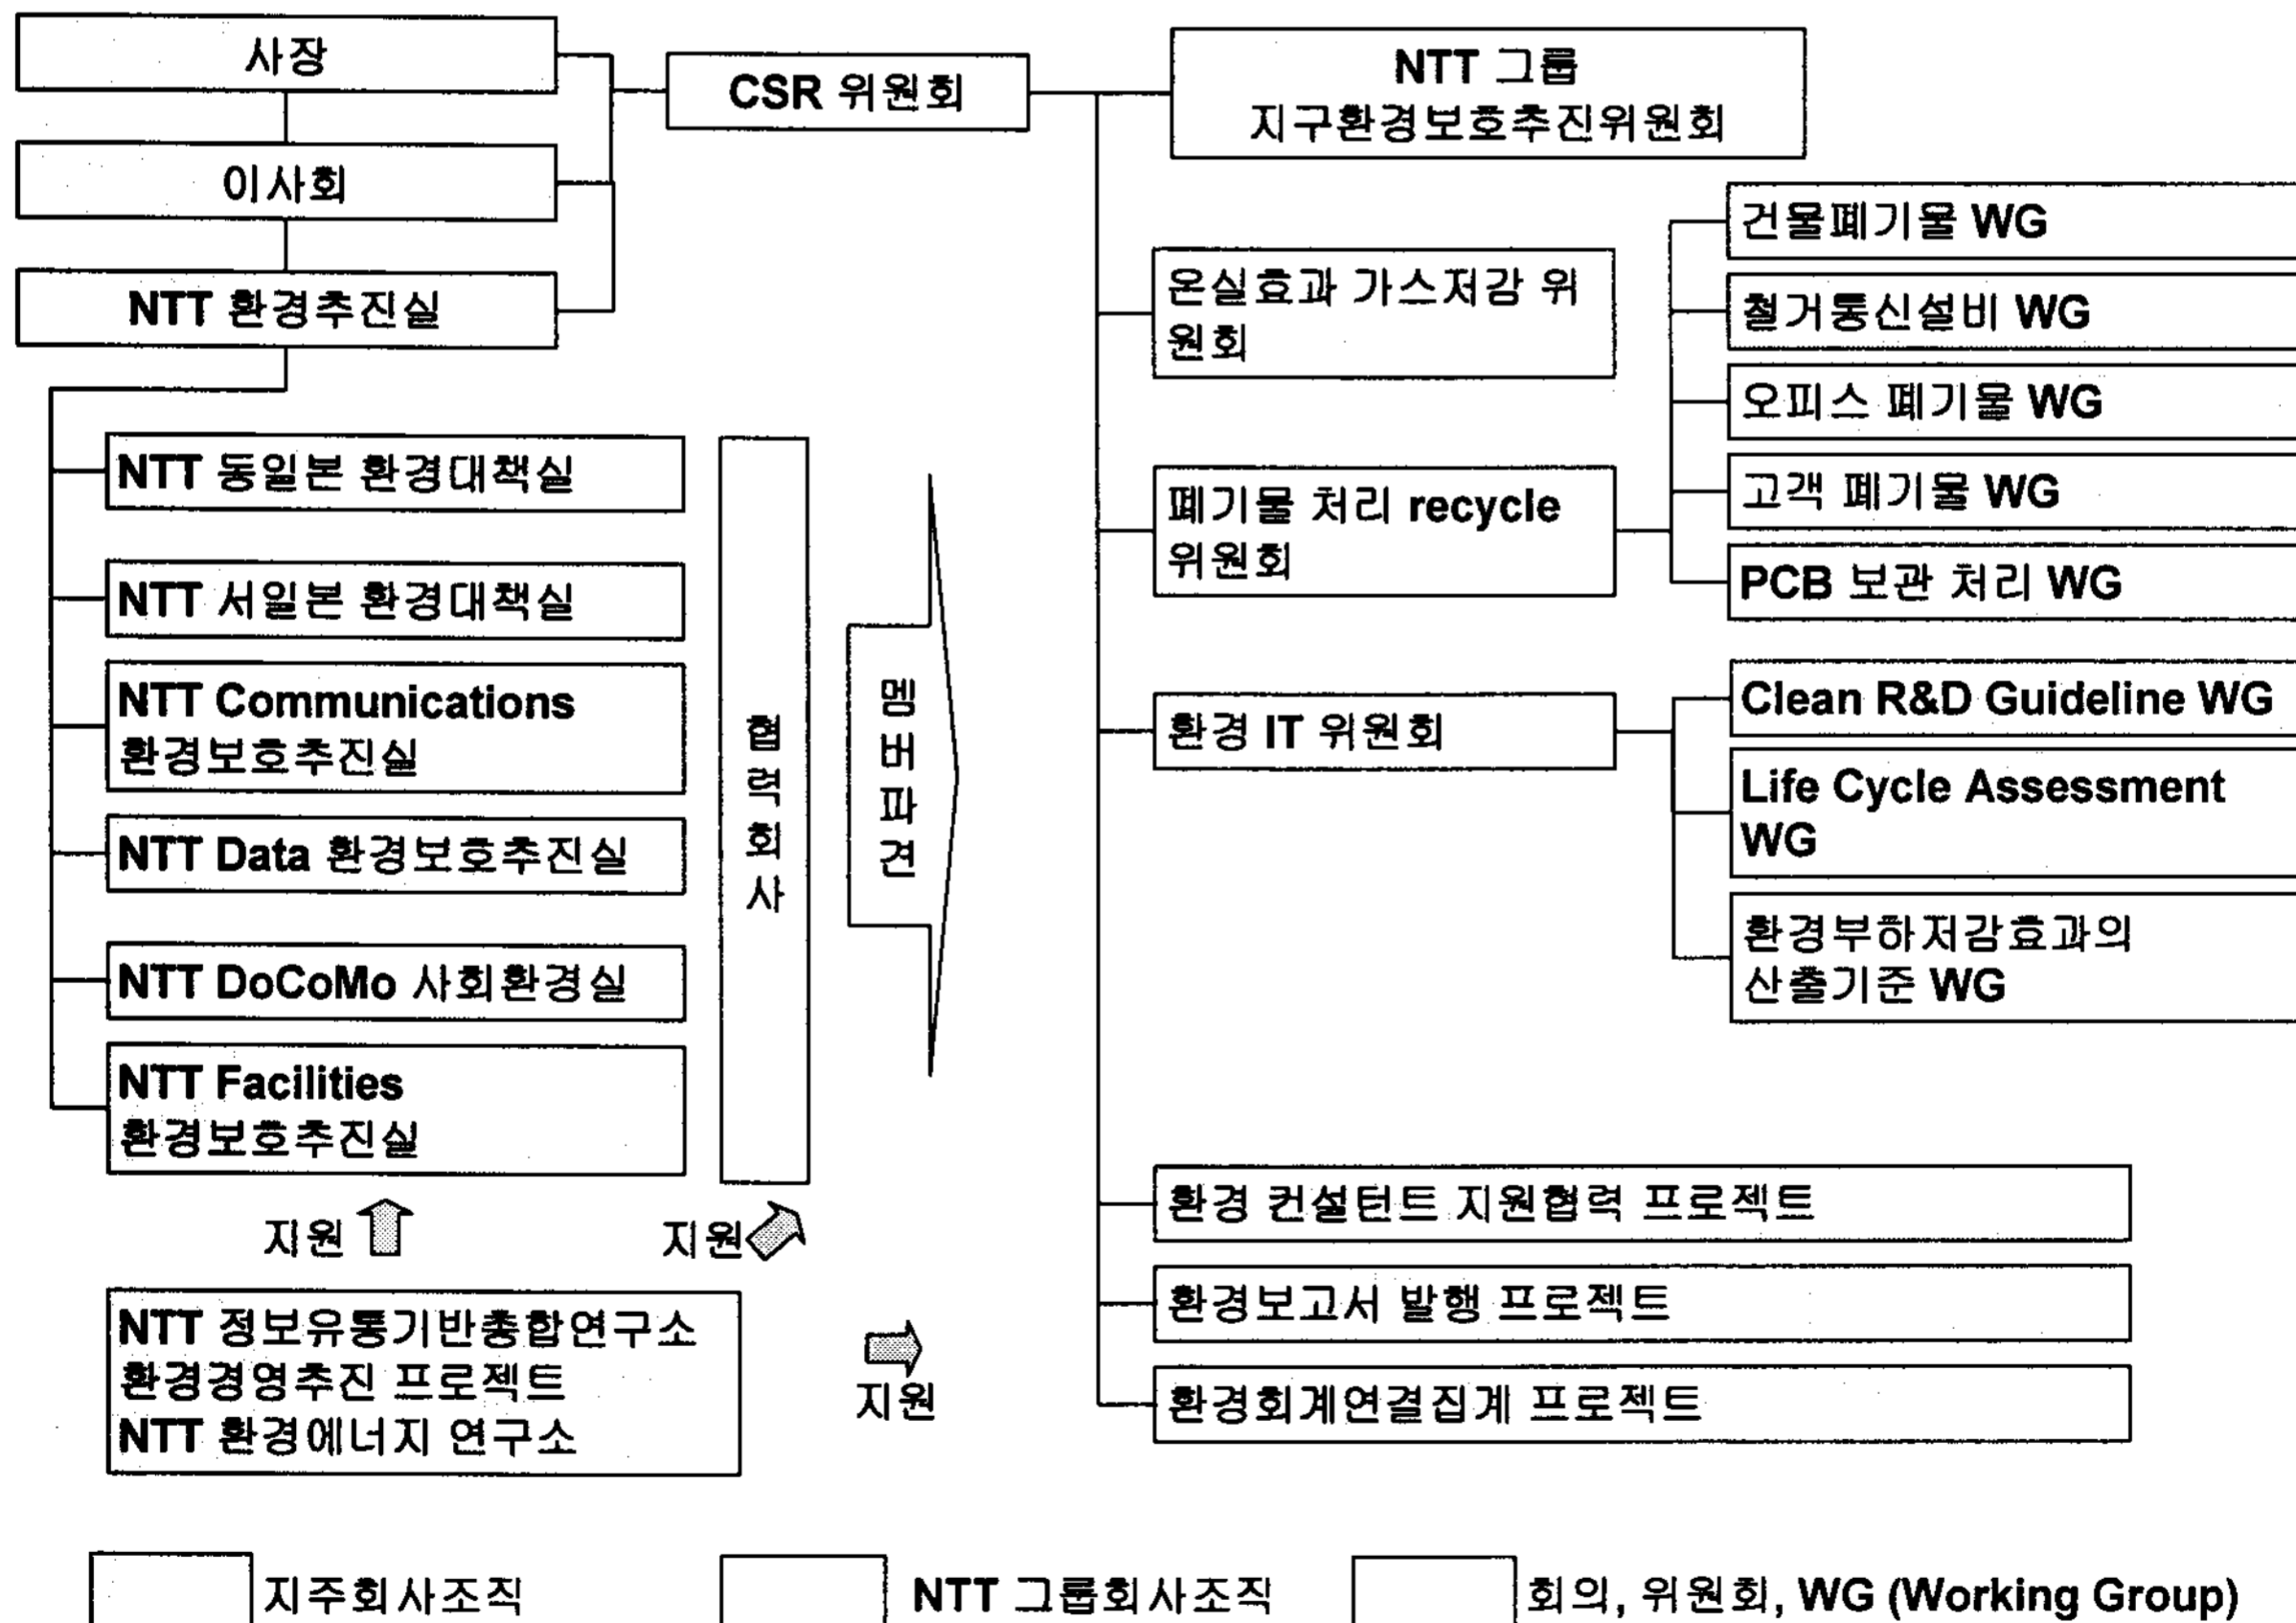 사장
이사회
NTT 환경추진실
CSR 위원회
NTT 그룹
지구환경보호추진위원회
NTT 동일본 환경대책실
NTT 서일본 환경대책실
NTT Communications
환경보호추진실
NTT Data 환경보호추진실
NTT DoCoMo 사회환경실
NTT Facilities
환경보호추진실
협력회사
멤버파견
온실효과 가스저감 위
원회
폐기물 처리 recycle
위원회
환경 IT 위원회
건물폐기물 WG
철거통신설비 WG
오피스 폐기물 WG
고객 폐기물 WG
PCB 보관 처리 WG
Clean R&D Guideline WG
Life Cycle Assessment
WG
환경부하저감효과의
산출기준 WG
환경 컨설턴트 지원협력 프로젝트
환경보고서 발행 프로젝트
환경회계연결집계 프로젝트
지원
지원
NTT 정보유통기반총합연구소
환경경영추진 프로젝트
NTT 환경에너지 연구소
지원
지주회사조직
NTT 그룹회사조직
회의, 위원회, WG (Working Group)